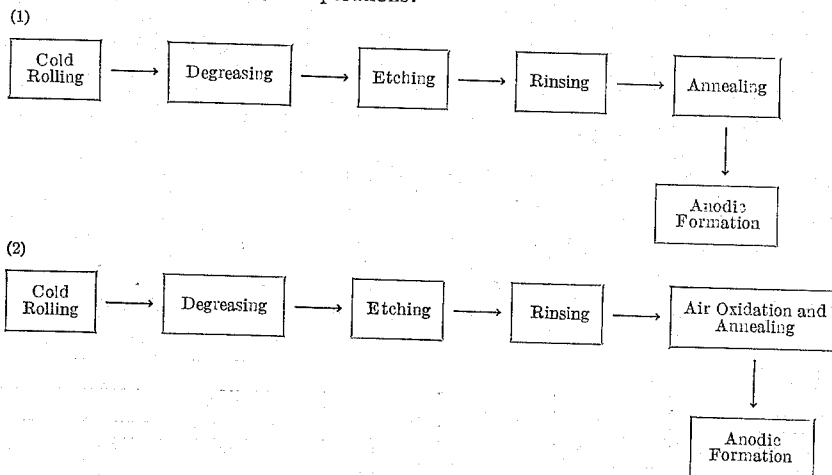 (1)
Cold
Rolling
Degreasing
Etching
Rinsing
Annealing
Anodic
Formation
(2)
Cold
Rolling
Degreasing
Etching
Rinsing
Air Oxidation and
Annealing
Anodic
Formation